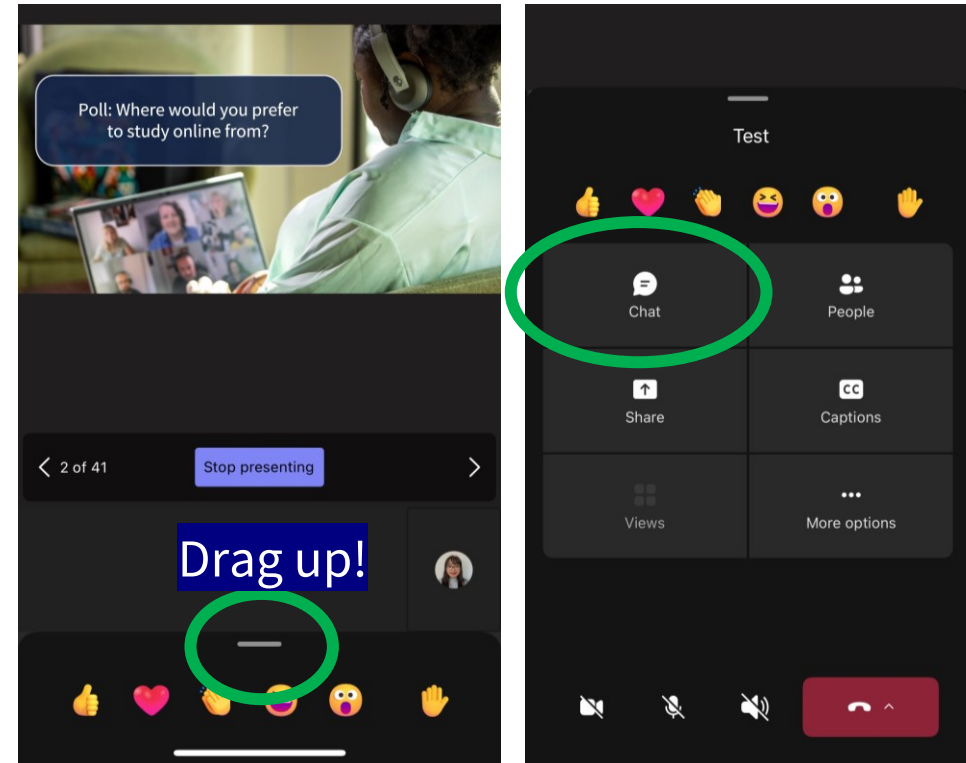 Poll: Where would you prefer
to study online from?
2 of 41
Stop presenting
Drag up!
Test
Chat
People
Share
CC
Captions
Views
More options